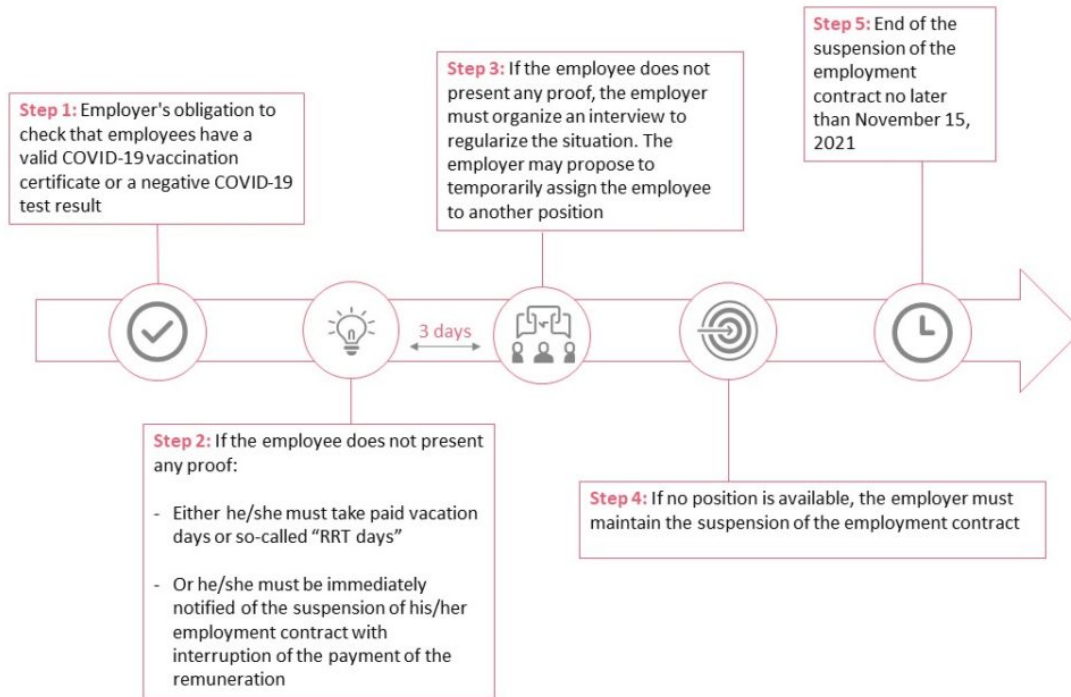 Step 1: Employer's obligation to
check that employees have a
valid COVID-19 vaccination
certificate or a negative COVID-19
test result
Step 2: If the employee does not present
any proof:
- Either he/she must take paid vacation
days or so-called “RRT days”
- Or he/she must be immediately
notified of the suspension of his/her
employment contract with
interruption of the payment of the
remuneration
3 days
Step 3: If the employee does not
present any proof, the employer
must organize an interview to
regularize the situation. The
employer may propose to
temporarily assign the employee
to another position
Step 4: If no position is available, the employer must
maintain the suspension of the employment contract
Step 5: End of the
suspension of the
employment
contract no later
than November 15,
2021